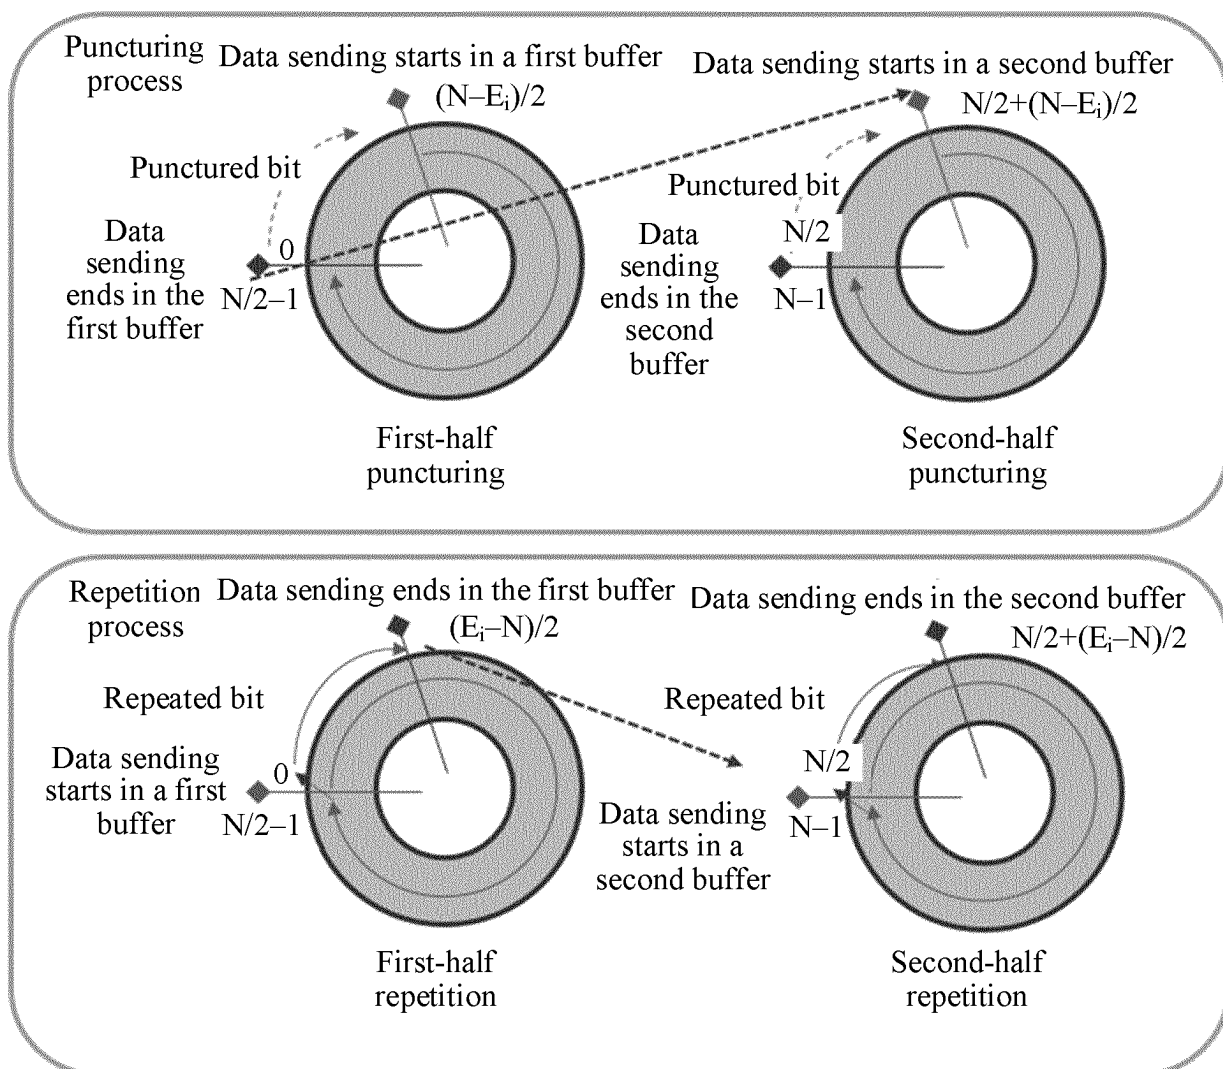 Puncturing
process
Data sending starts in a first buffer
(N–Eᵢ)/2
Punctured bit
0
Data
sending
ends in the
first buffer
N/2–1
First-half
puncturing
Data sending starts in a second buffer
N/2+(N–Eᵢ)/2
Punctured bit
N/2
Data
sending
ends in the
second
buffer
N–1
Second-half
puncturing
Repetition
process
Data sending ends in the first buffer
(Eᵢ–N)/2
Repeated bit
0
Data sending
starts in a first
buffer
N/2–1
First-half
repetition
Data sending ends in the second buffer
N/2+(Eᵢ–N)/2
Repeated bit
N/2
N–1
Data sending
starts in a
second buffer
Second-half
repetition